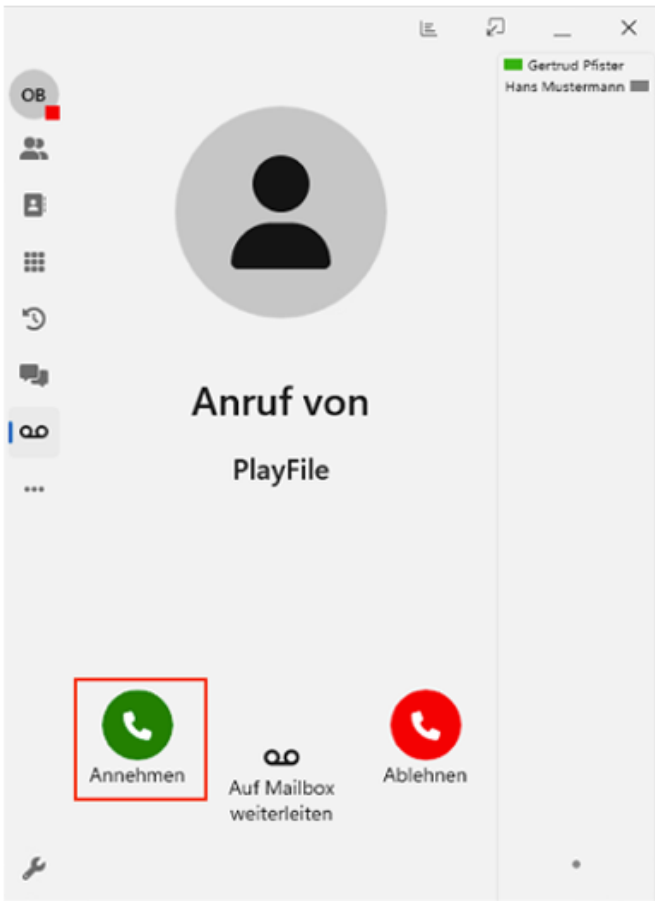 Gertrud Pfister
Hans Mustermann
OB
Anruf von
PlayFile
Annehmen
Auf Mailbox
weiterleiten
Ablehnen